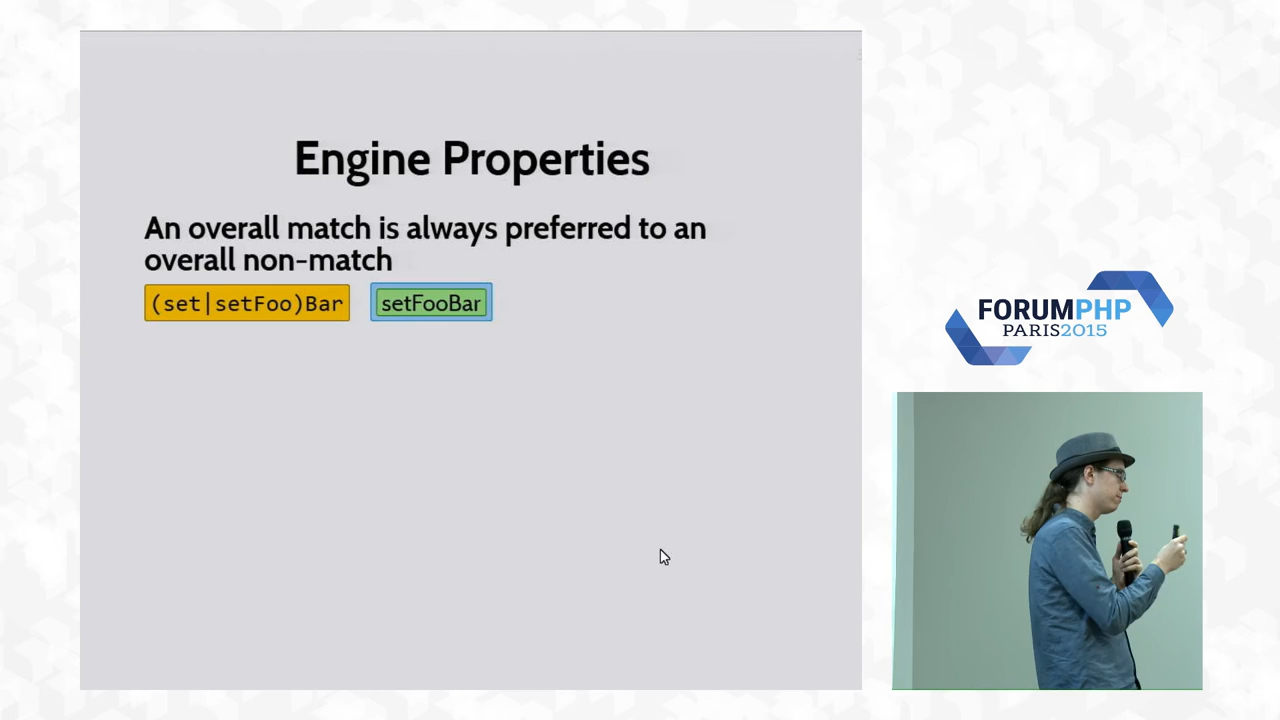 Engine Properties
An overall match is always preferred to an
overall non-match
(set|setFoo)Bar setFooBar
FORUMPHP
PARIS2015